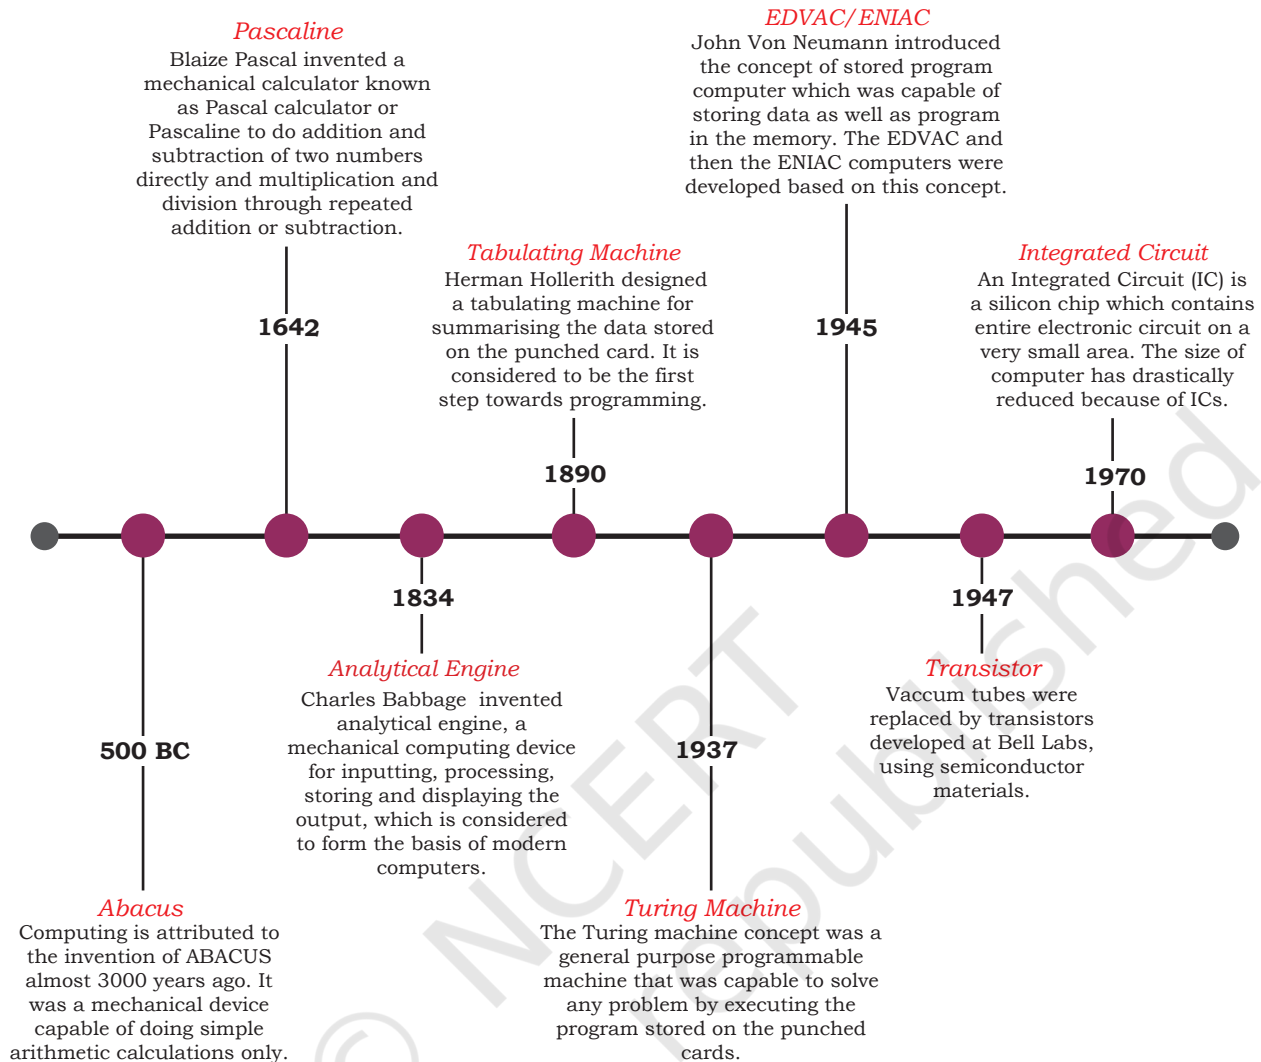 Pascaline
Blaize Pascal invented a
mechanical calculator known
as Pascal calculator or
Pascaline to do addition and
subtraction of two numbers
directly and multiplication and
division through repeated
addition or subtraction.
1642
Tabulating Machine
Herman Hollerith designed
a tabulating machine for
summarising the data stored
on the punched card. It is
considered to be the first
step towards programming.
1890
EDVAC/ENIAC
John Von Neumann introduced
the concept of stored program
computer which was capable of
storing data as well as program
in the memory. The EDVAC and
then the ENIAC computers were
developed based on this concept.
1945
Integrated Circuit
An Integrated Circuit (IC) is
a silicon chip which contains
entire electronic circuit on a
very small area. The size of
computer has drastically
reduced because of ICs.
1970
500 BC
Abacus
Computing is attributed to
the invention of ABACUS
almost 3000 years ago. It
was a mechanical device
capable of doing simple
arithmetic calculations only.
1834
Analytical Engine
Charles Babbage invented
analytical engine, a
mechanical computing device
for inputting, processing,
storing and displaying the
output, which is considered
to form the basis of modern
computers.
1937
Turing Machine
The Turing machine concept was a
general purpose programmable
machine that was capable to solve
any problem by executing the
program stored on the punched
cards.
1947
Transistor
Vaccum tubes were
replaced by transistors
developed at Bell Labs,
using semiconductor
materials.
© NCERT
republished